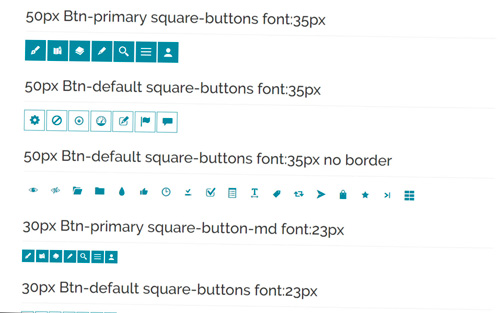 50px Btn-primary square-buttons font:35px
50px Btn-default square-buttons font:35px
50px Btn-default square-buttons font:35px no border
30px Btn-primary square-button-md font:23px
30px Btn-default square-buttons font:23px